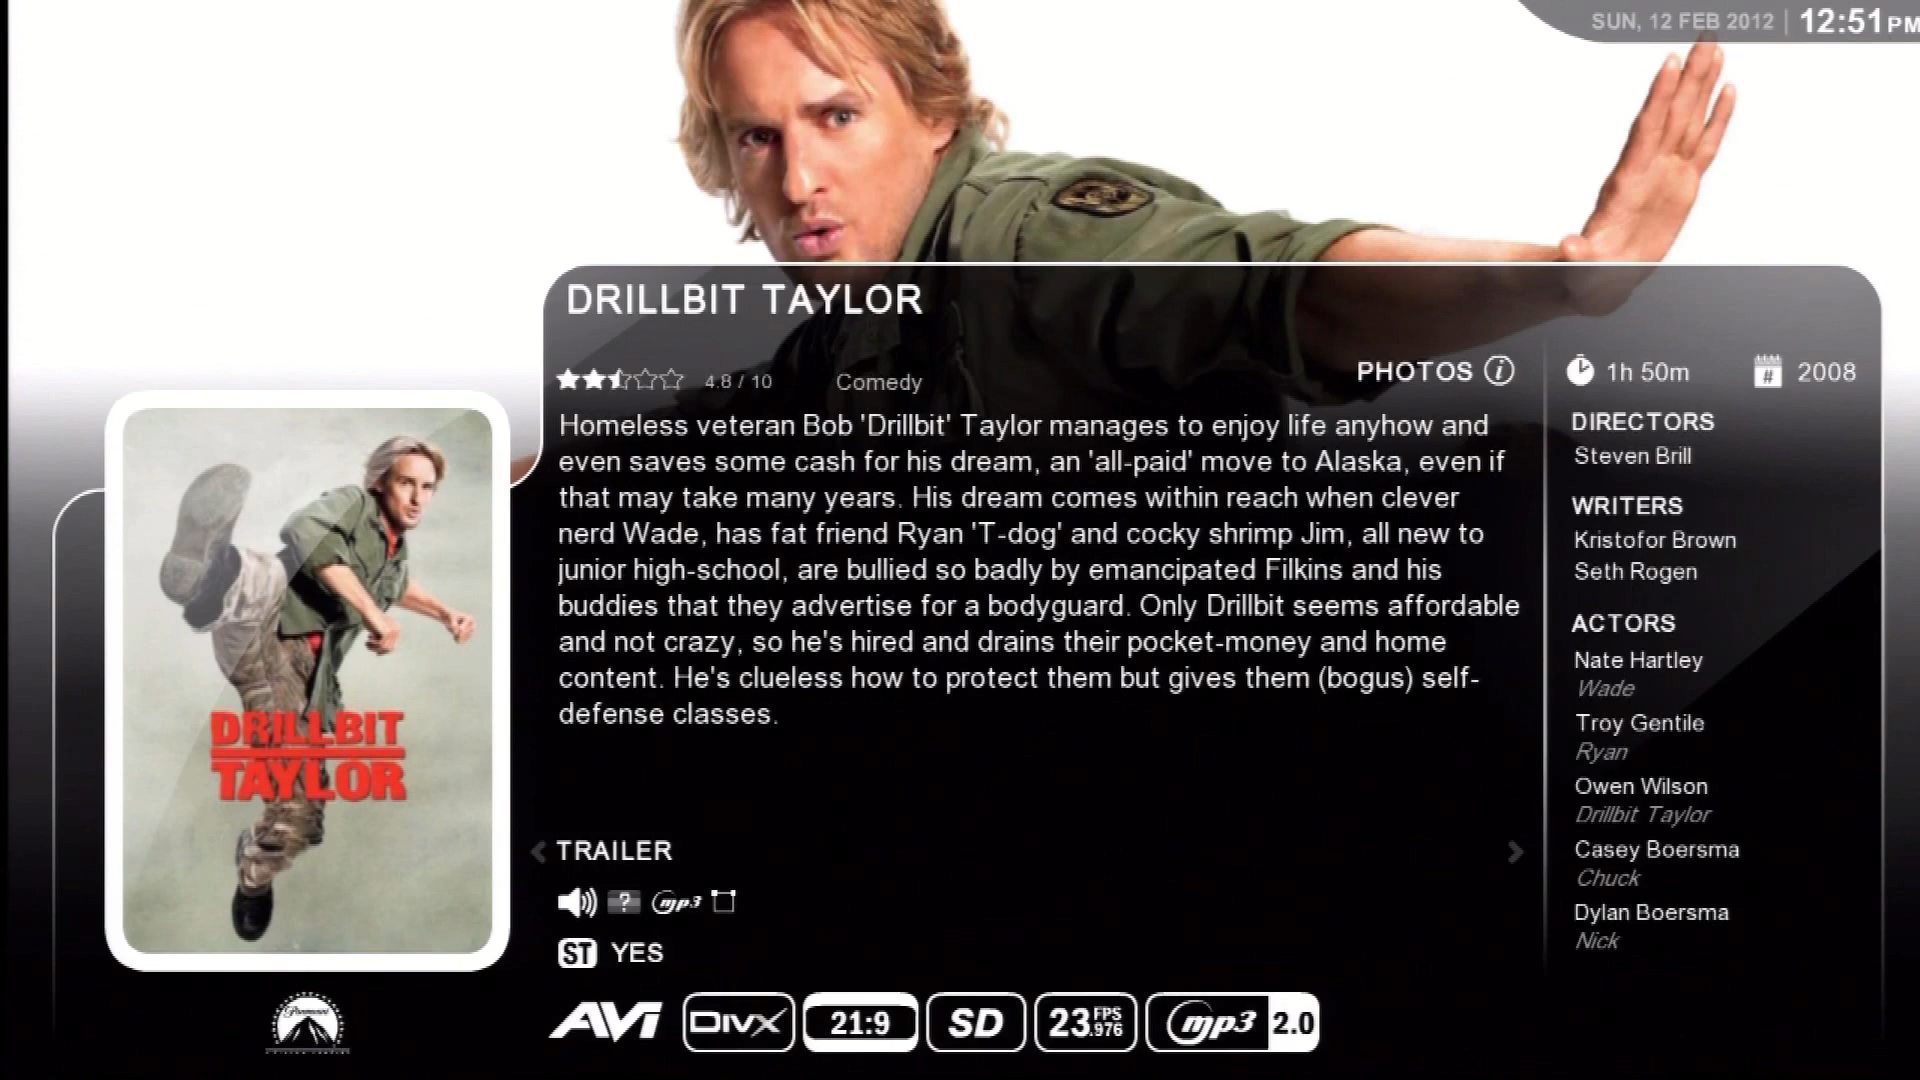 SUN, 12 FEB 2012 | 12:51 PM
DRILLBIT TAYLOR
4.8 / 10
Comedy
PHOTOS i
1h 50m
# 2008
Homeless veteran Bob 'Drillbit' Taylor manages to enjoy life anyhow and
even saves some cash for his dream, an 'all-paid' move to Alaska, even if
that may take many years. His dream comes within reach when clever
nerd Wade, has fat friend Ryan 'T-dog' and cocky shrimp Jim, all new to
junior high-school, are bullied so badly by emancipated Filkins and his
buddies that they advertise for a bodyguard. Only Drillbit seems affordable
and not crazy, so he's hired and drains their pocket-money and home
content. He's clueless how to protect them but gives them (bogus) self-
defense classes.
DIRECTORS
Steven Brill
WRITERS
Kristofor Brown
Seth Rogen
ACTORS
Nate Hartley
Wade
Troy Gentile
Ryan
Owen Wilson
Drillbit Taylor
Casey Boersma
Chuck
Dylan Boersma
Nick
DRILLBIT
TAYLOR
TRAILER
? mp3
ST YES
Paramount
AVi DIVX 21:9 SD 23.976 FPS mp3 2.0